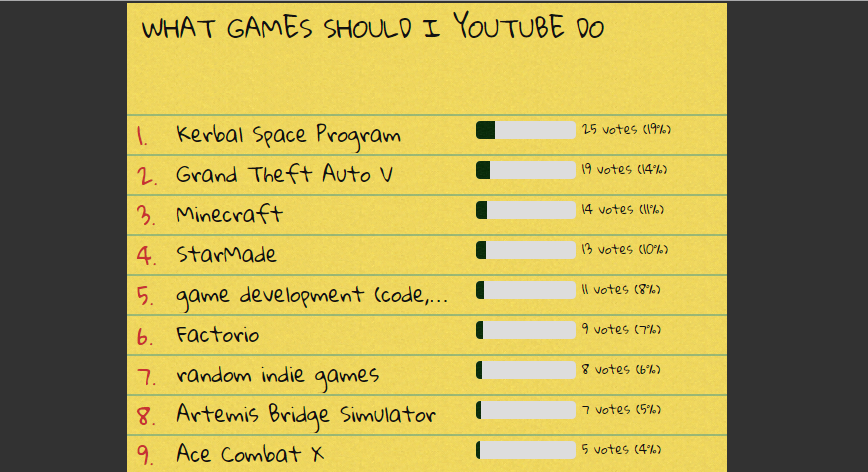 WHAT GAMES SHOULD I YOUTUBE DO
1. Kerbal Space Program 25 votes (19%)
2. Grand Theft Auto V 19 votes (14%)
3. Minecraft 14 votes (11%)
4. StarMade 13 votes (10%)
5. game development (code,... 11 votes (8%)
6. Factorio 9 votes (7%)
7. random indie games 8 votes (6%)
8. Artemis Bridge Simulator 7 votes (5%)
9. Ace Combat X 5 votes (4%)